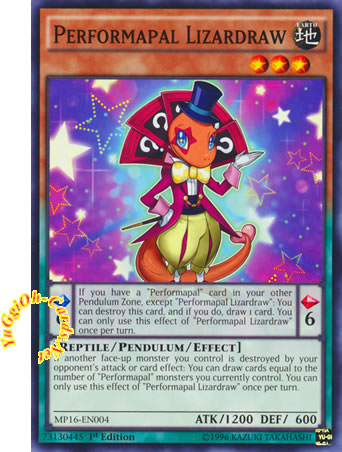 PERFORMAPAL LIZARDRAW
EARTH
地
If you have a "Performapal" card in your other
Pendulum Zone, except "Performapal Lizardraw": You
can destroy this card, and if you do, draw 1 card. You
can only use this effect of "Performapal Lizardraw"
once per turn.
6
[REPTILE/PENDULUM/EFFECT]
If another face-up monster you control is destroyed by your
opponent's attack or card effect: You can draw cards equal to the
number of "Performapal" monsters you currently control. You can
only use this effect of "Performapal Lizardraw" once per turn.
MP16-EN004
ATK/1200 DEF/ 600
73130445
1st Edition
©1996 KAZUKI TAKAHASHI
YuGiOh-Cards.Net